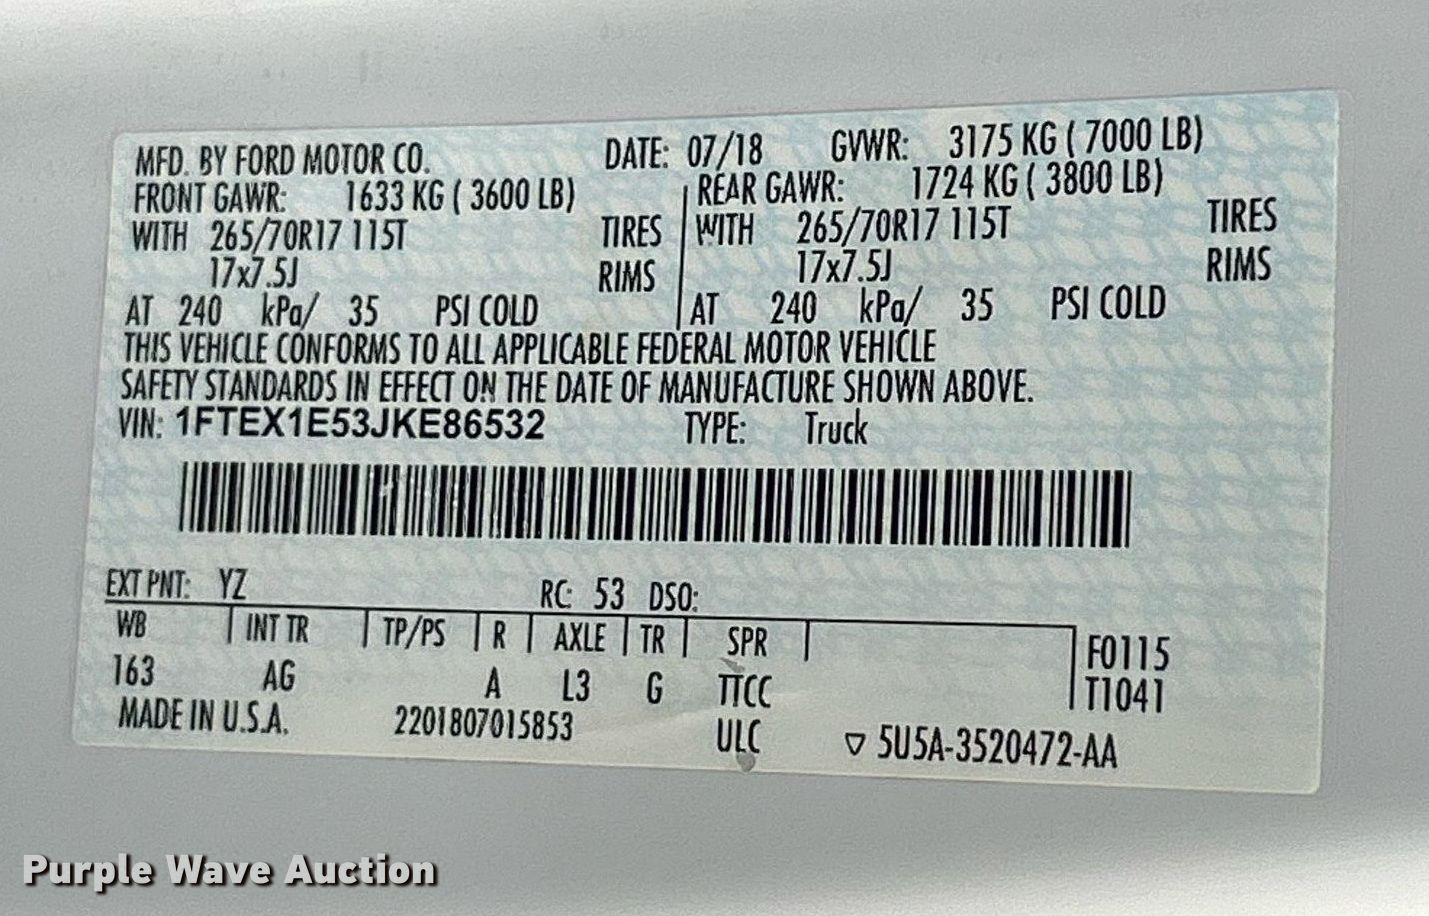 MFD. BY FORD MOTOR CO. DATE: 07/18 GVWR: 3175 KG ( 7000 LB)
FRONT GAWR: 1633 KG ( 3600 LB) REAR GAWR: 1724 KG ( 3800 LB)
WITH 265/70R17 115T TIRES WITH 265/70R17 115T TIRES
17x7.5J RIMS 17x7.5J RIMS
AT 240 kPa/ 35 PSI COLD AT 240 kPa/ 35 PSI COLD
THIS VEHICLE CONFORMS TO ALL APPLICABLE FEDERAL MOTOR VEHICLE
SAFETY STANDARDS IN EFFECT ON THE DATE OF MANUFACTURE SHOWN ABOVE.
VIN: 1FTEX1E53JKE86532 TYPE: Truck
EXT PNT: YZ RC: 53 DSO:
WB INT TR TP/PS R AXLE TR SPR F0115
163 AG A L3 G TTCC T1041
MADE IN U.S.A. 2201807015853 ULC ▽ 5U5A-3520472-AA
Purple Wave Auction